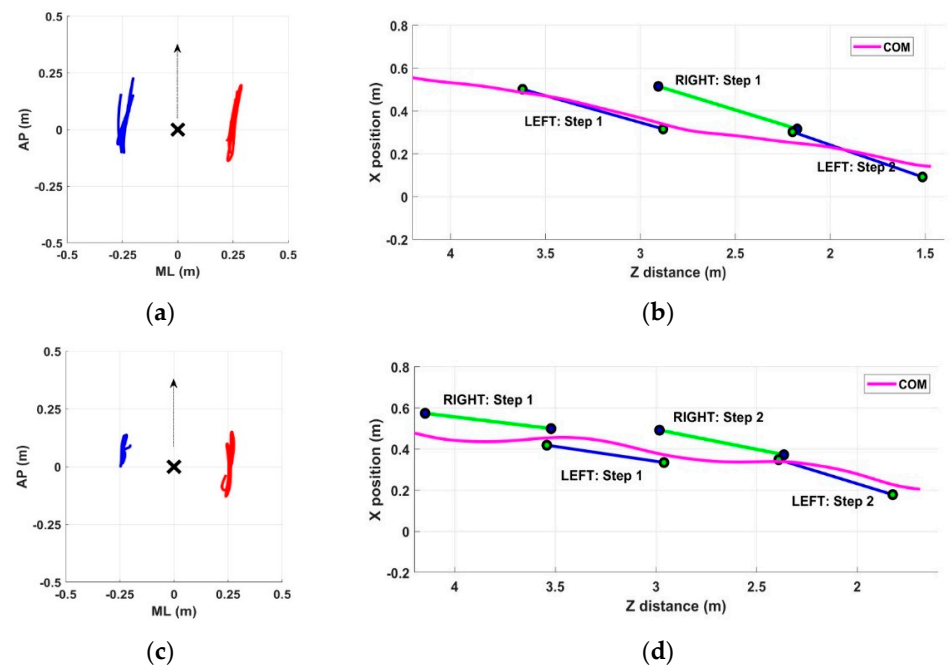 0.5
0.25
0
-0.25
-0.5
AP (m)
-0.5
-0.25
0
0.25
0.5
ML (m)
(a)
0.8
0.6
0.4
0.2
0
-0.2
X position (m)
COM
RIGHT: Step 1
LEFT: Step 1
LEFT: Step 2
4
3.5
3
2.5
2
1.5
Z distance (m)
(b)
0.5
0.25
0
-0.25
-0.5
AP (m)
-0.5
-0.25
0
0.25
0.5
ML (m)
(c)
0.8
0.6
0.4
0.2
0
-0.2
X position (m)
COM
RIGHT: Step 1
RIGHT: Step 2
LEFT: Step 1
LEFT: Step 2
4
3.5
3
2.5
2
Z distance (m)
(d)